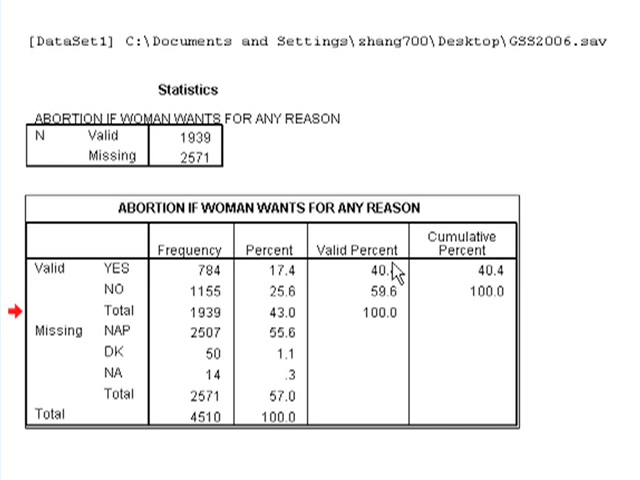 [DataSet1] C:\Documents and Settings\zhang700\Desktop\GSS2006.sav
Statistics
ABORTION IF WOMAN WANTS FOR ANY REASON
N Valid 1939
Missing 2571
ABORTION IF WOMAN WANTS FOR ANY REASON
Frequency Percent Valid Percent Cumulative Percent
Valid YES 784 17.4 40. 40.4
NO 1155 25.6 59.6 100.0
Total 1939 43.0 100.0
Missing NAP 2507 55.6
DK 50 1.1
NA 14 .3
Total 2571 57.0
Total 4510 100.0